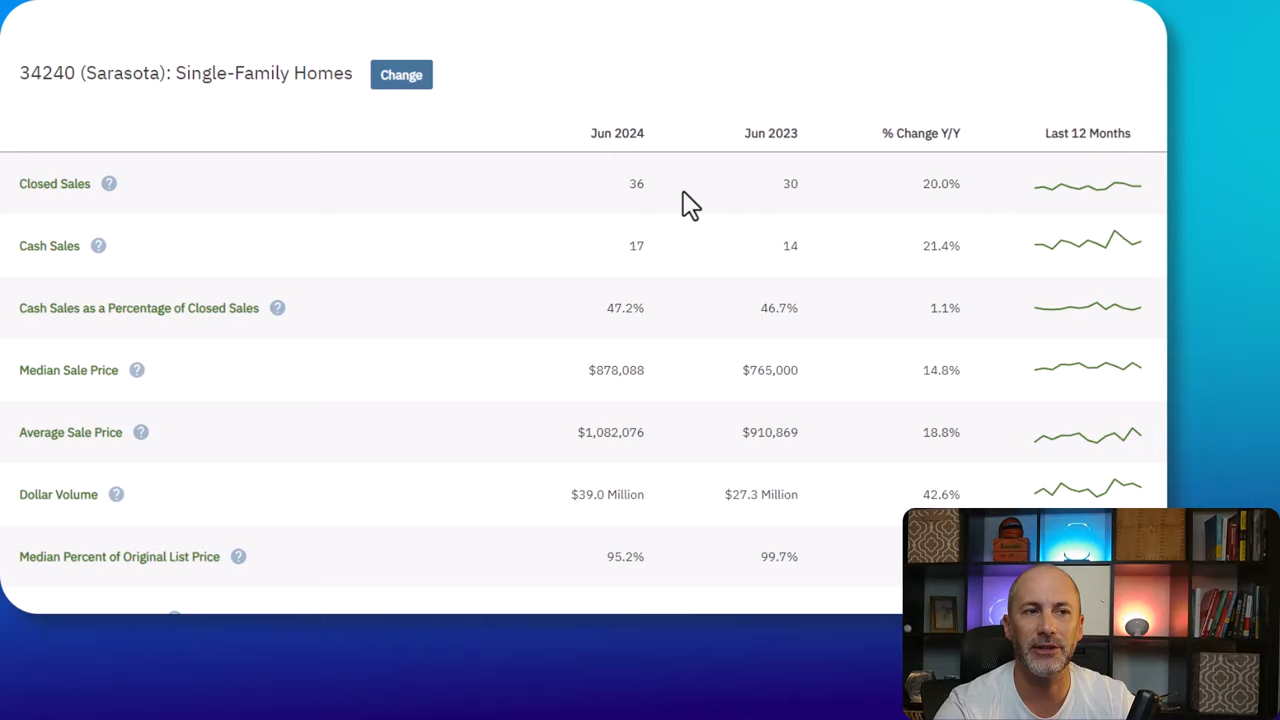 34240 (Sarasota): Single-Family Homes Change
Jun 2024 Jun 2023 % Change Y/Y Last 12 Months
Closed Sales ? 36 30 20.0%
Cash Sales ? 17 14 21.4%
Cash Sales as a Percentage of Closed Sales ? 47.2% 46.7% 1.1%
Median Sale Price ? $878,088 $765,000 14.8%
Average Sale Price ? $1,082,076 $910,869 18.8%
Dollar Volume ? $39.0 Million $27.3 Million 42.6%
Median Percent of Original List Price ? 95.2% 99.7%